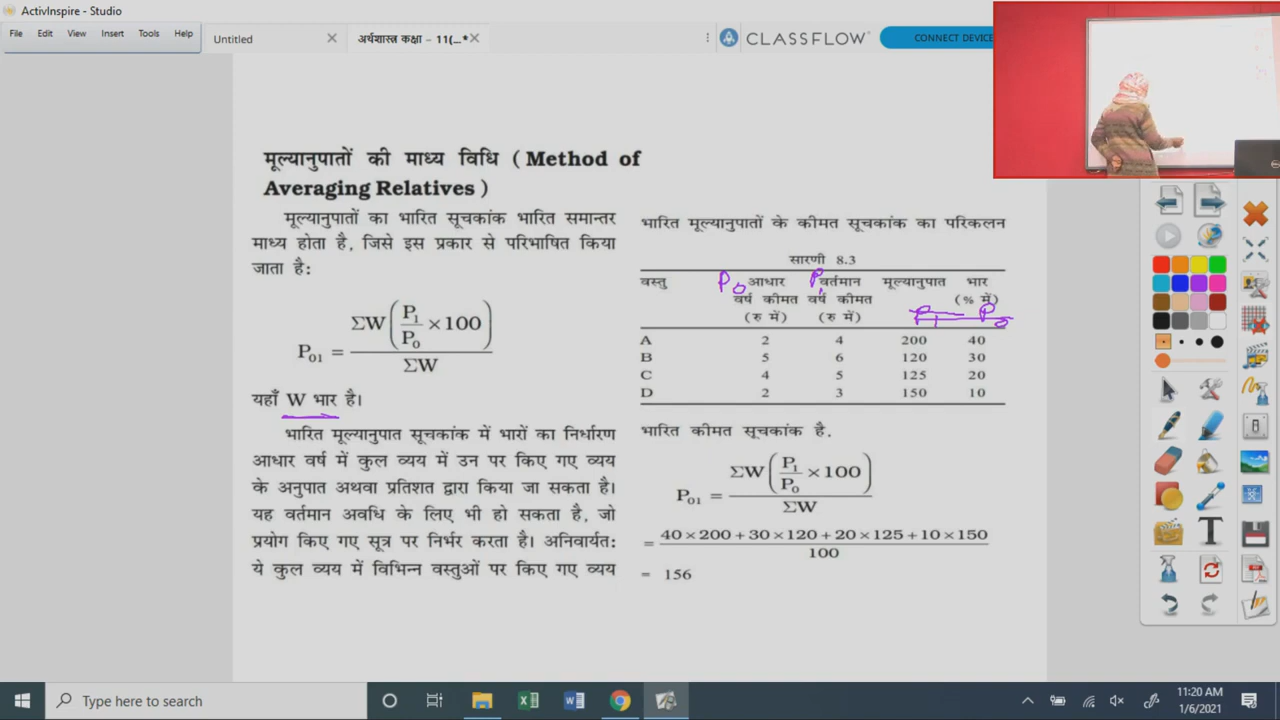 ActivInspire - Studio
File Edit View Insert Tools Help
Untitled
अर्थशास्त्र कक्षा - 11(...*
CLASSFLOW
CONNECT DEVICE
मूल्यानुपातों की माध्य विधि ( Method of
Averaging Relatives )
मूल्यानुपातों का भारित सूचकांक भारित समान्तर
माध्य होता है, जिसे इस प्रकार से परिभाषित किया
जाता है:
P₀₁ = ΣW(P₁/P₀ × 100) / ΣW
यहाँ W भार है।
भारित मूल्यानुपात सूचकांक में भारों का निर्धारण
आधार वर्ष में कुल व्यय में उन पर किए गए व्यय
के अनुपात अथवा प्रतिशत द्वारा किया जा सकता है।
यह वर्तमान अवधि के लिए भी हो सकता है, जो
प्रयोग किए गए सूत्र पर निर्भर करता है। अनिवार्यत:
ये कुल व्यय में विभिन्न वस्तुओं पर किए गए व्यय
भारित मूल्यानुपातों के कीमत सूचकांक का परिकलन
सारणी 8.3
वस्तु P₀ आधार P₁ वर्तमान मूल्यानुपात भार
वर्ष कीमत वर्ष कीमत (% में)
(रु में) (रु में) P₁ P₀
A 2 4 200 40
B 5 6 120 30
C 4 5 125 20
D 2 3 150 10
भारित कीमत सूचकांक है.
P₀₁ = ΣW(P₁/P₀ × 100) / ΣW
= 40×200+30×120+20×125+10×150 / 100
= 156
Type here to search
11:20 AM
1/6/2021